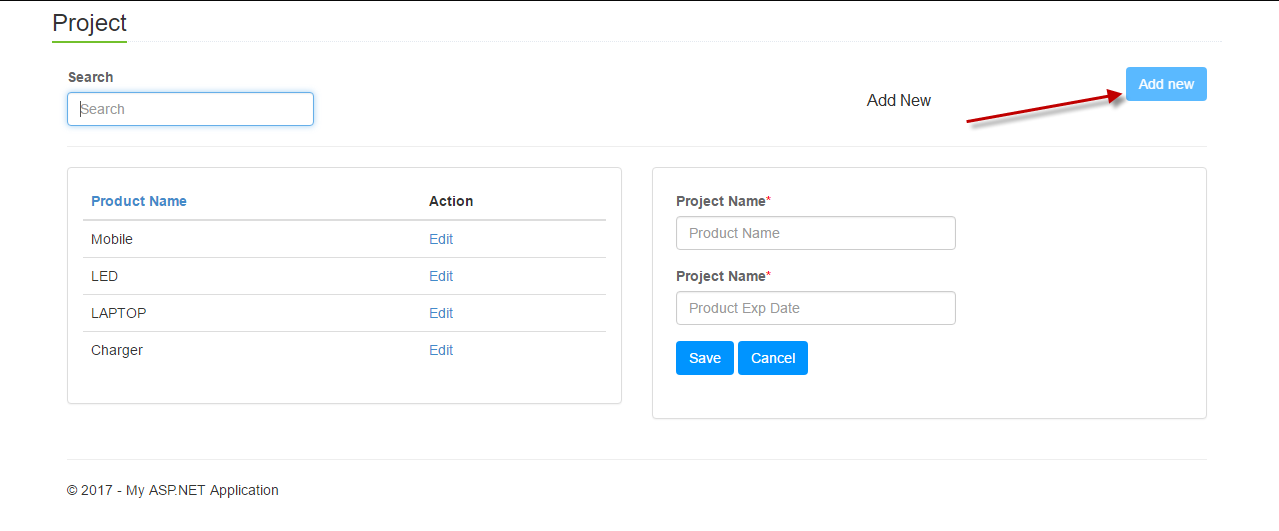 Project
Search
Search
Add New
Add new
Product Name Action
Mobile Edit
LED Edit
LAPTOP Edit
Charger Edit
Project Name*
Product Name
Project Name*
Product Exp Date
Save Cancel
© 2017 - My ASP.NET Application